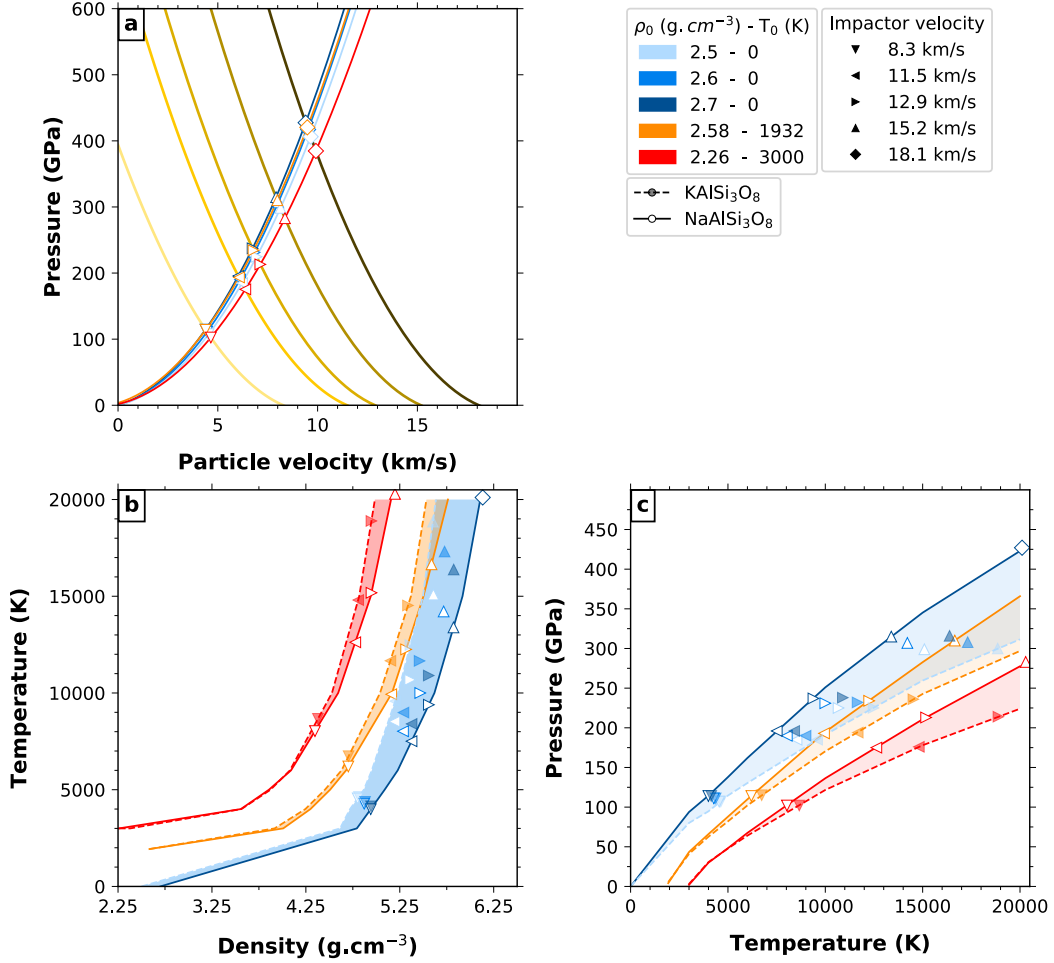 a
600
500
400
300
200
100
0
Pressure (GPa)
0
5
10
15
Particle velocity (km/s)
ρ₀ (g.cm⁻³) - T₀ (K)
2.5 - 0
2.6 - 0
2.7 - 0
2.58 - 1932
2.26 - 3000
Impactor velocity
8.3 km/s
11.5 km/s
12.9 km/s
15.2 km/s
18.1 km/s
KAlSi₃O₈
NaAlSi₃O₈
b
20000
15000
10000
5000
0
Temperature (K)
2.25
3.25
4.25
5.25
6.25
Density (g.cm⁻³)
c
450
400
350
300
250
200
150
100
50
0
Pressure (GPa)
0
5000
10000
15000
20000
Temperature (K)